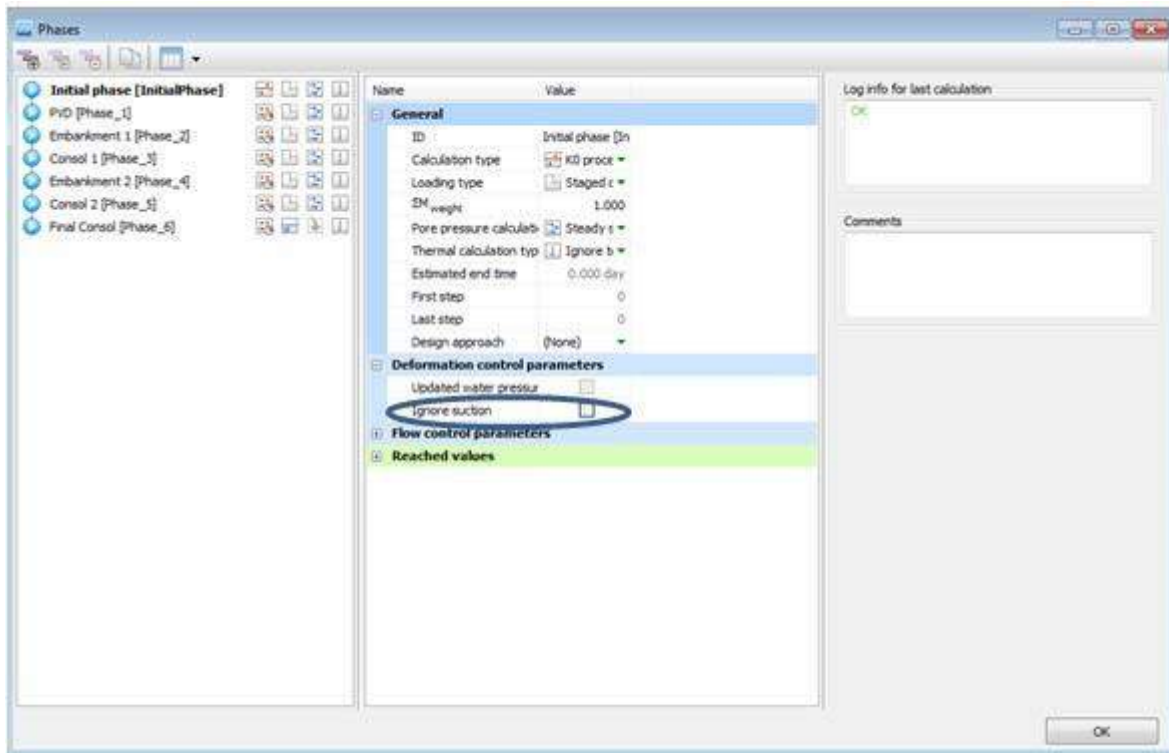 Phases
Initial phase [InitialPhase]
PVD [Phase_1]
Embankment 1 [Phase_2]
Consol 1 [Phase_3]
Embankment 2 [Phase_4]
Consol 2 [Phase_5]
Final Consol [Phase_6]
Name Value
General
ID Initial phase [In
Calculation type K0 proce
Loading type Staged c
ΣM weight 1.000
Pore pressure calculati Steady s
Thermal calculation typ Ignore t
Estimated end time 0.000 day
First step 0
Last step 0
Design approach (None)
Deformation control parameters
Updated water pressur
Ignore suction
Flow control parameters
Reached values
Log info for last calculation
OK
Comments
OK